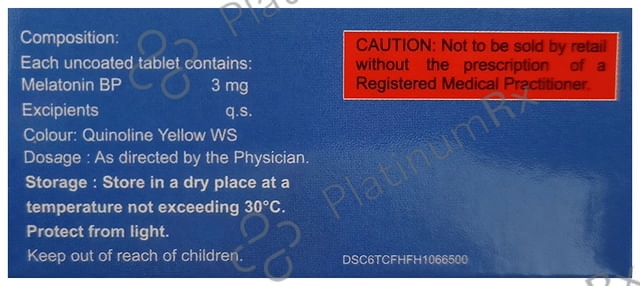 Composition:
Each uncoated tablet contains:
Melatonin BP 3 mg
Excipients q.s.
Colour: Quinoline Yellow WS
Dosage : As directed by the Physician.
Storage : Store in a dry place at a
temperature not exceeding 30°C.
Protect from light.
Keep out of reach of children.
CAUTION: Not to be sold by retail
without the prescription of a
Registered Medical Practitioner.
DSC6TCFHFH1066500
PlatinumRx